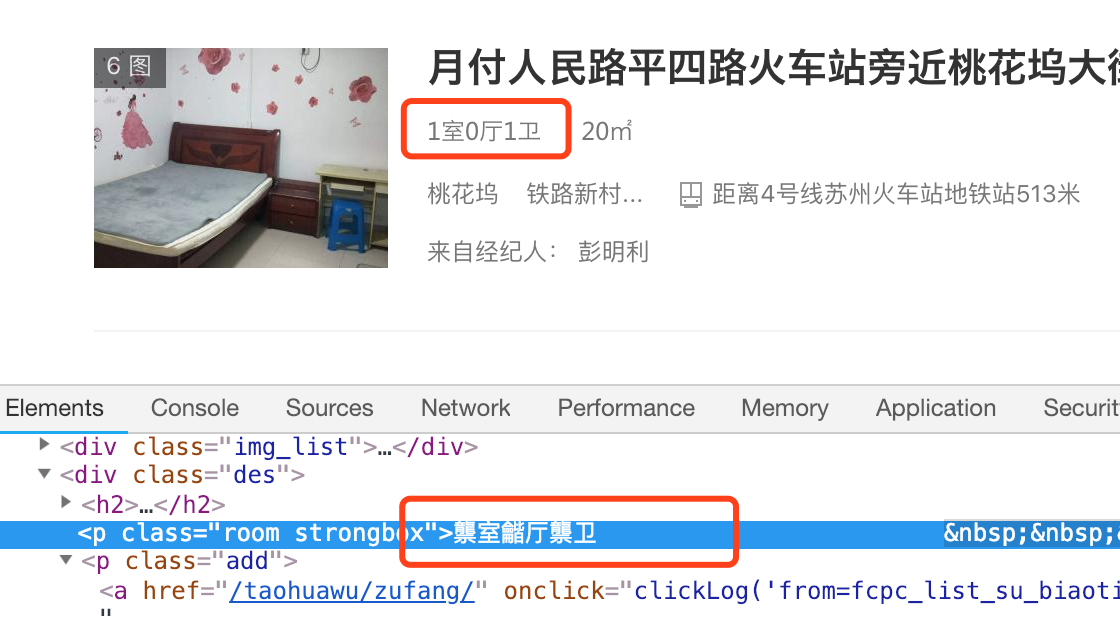 6 图
月付人民路平四路火车站旁近桃花坞大
1室0厅1卫 20㎡
桃花坞 铁路新村... 距离4号线苏州火车站地铁站513米
来自经纪人： 彭明利
Elements Console Sources Network Performance Memory Application Securit
<div class="img_list">…</div>
<div class="des">
<h2>…</h2>
<p class="room strongbox">龒室龤厅龒卫 &nbsp;&nbsp;&
<p class="add">
<a href="/taohuawu/zufang/" onclick="clickLog('from=fcpc_list_su_biaoti
"